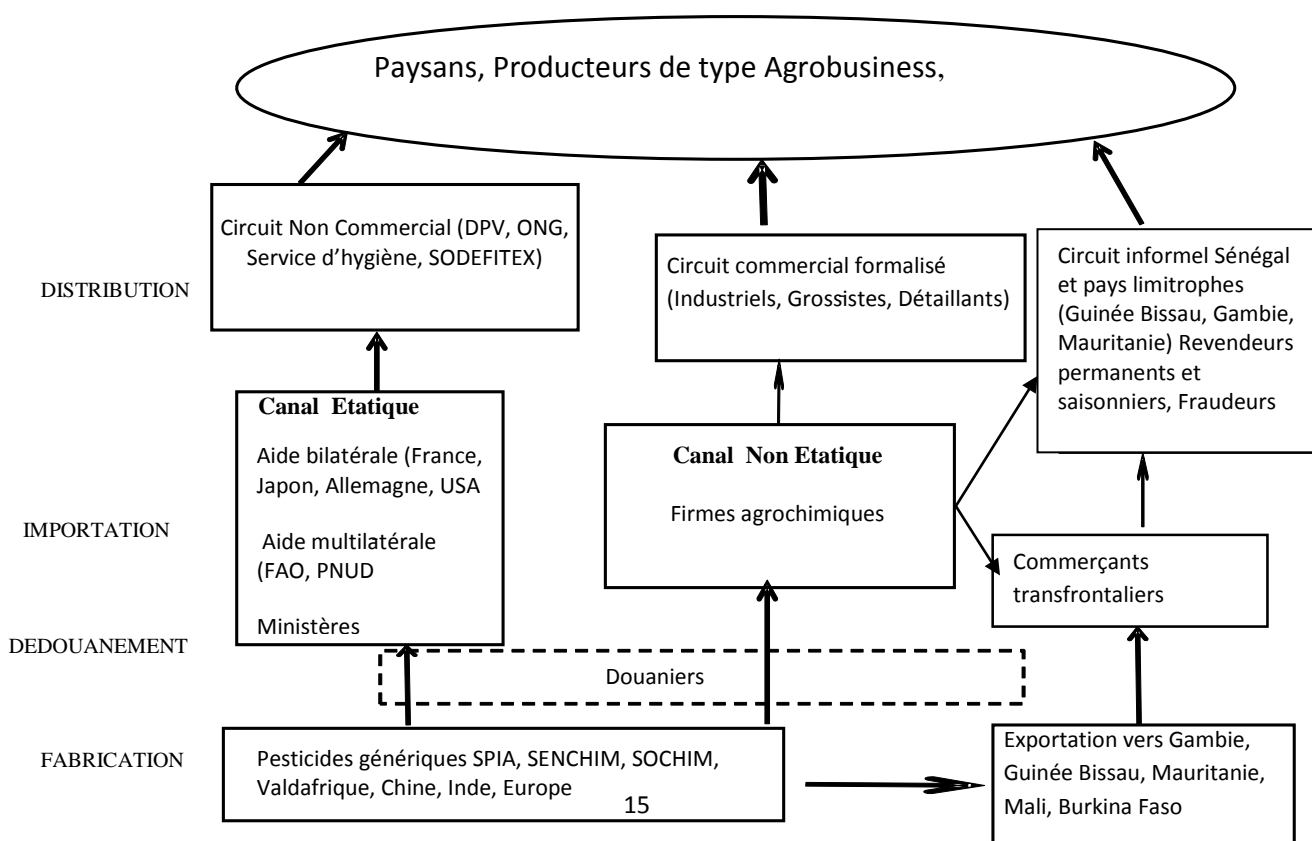 Paysans, Producteurs de type Agrobusiness,
Circuit Non Commercial (DPV, ONG,
Service d’hygiène, SODEFITEX)
DISTRIBUTION
Circuit commercial formalisé
(Industriels, Grossistes, Détaillants)
Circuit informel Sénégal
et pays limitrophes
(Guinée Bissau, Gambie,
Mauritanie) Revendeurs
permanents et
saisonniers, Fraudeurs
Canal Etatique
Aide bilatérale (France,
Japon, Allemagne, USA
Aide multilatérale
(FAO, PNUD
Ministères
Canal Non Etatique
Firmes agrochimiques
IMPORTATION
Commerçants
transfrontaliers
DEDOUANEMENT
Douaniers
FABRICATION
Pesticides génériques SPIA, SENCHIM, SOCHIM,
Valdafrique, Chine, Inde, Europe
15
Exportation vers Gambie,
Guinée Bissau, Mauritanie,
Mali, Burkina Faso